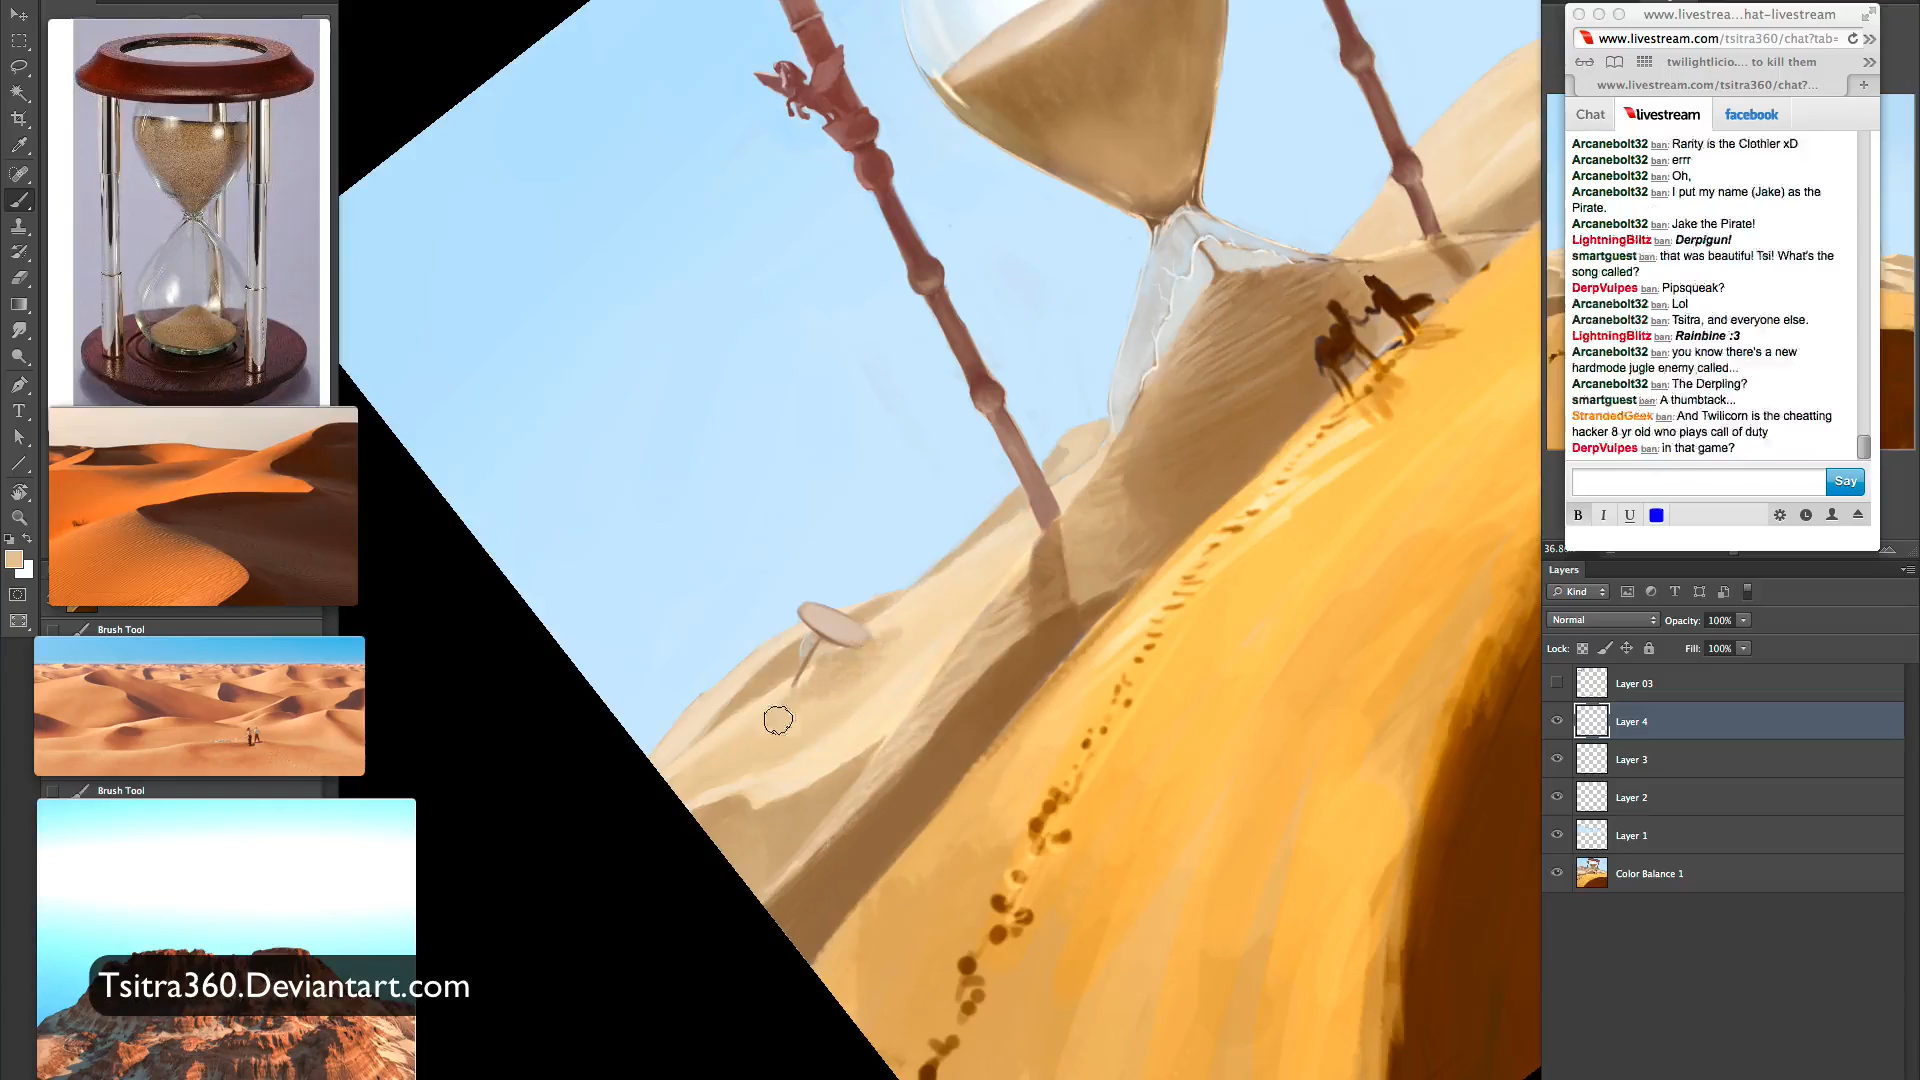 www.livestrea...hat-livestream
www.livestream.com/tsitra360/chat?tab=
twilightlicio.... to kill them
www.livestream.com/tsitra360/chat?...
Chat
livestream
facebook
Arcanebolt32 ban: Rarity is the Clothier xD
Arcanebolt32 ban: errr
Arcanebolt32 ban: Oh,
Arcanebolt32 ban: I put my name (Jake) as the
Pirate.
Arcanebolt32 ban: Jake the Pirate!
LightningBlitz ban: Derpigun!
smartguest ban: that was beautiful! Tsi! What's the
song called?
DerpVulpes ban: Pipsqueak?
Arcanebolt32 ban: Lol
Arcanebolt32 ban: Tsitra, and everyone else.
LightningBlitz ban: Rainbine :3
Arcanebolt32 ban: you know there's a new
hardmode jugle enemy called...
Arcanebolt32 ban: The Derpling?
smartguest ban: A thumbtack...
StrandedGeek ban: And Twilicorn is the cheatting
hacker 8 yr old wno plays call of duty
DerpVulpes ban: in that game?
Say
B I U
Layers
Kind
Normal
Opacity: 100%
Lock:
Fill: 100%
Layer 03
Layer 4
Layer 3
Layer 2
Layer 1
Color Balance 1
Brush Tool
Brush Tool
Tsitra360.Deviantart.com